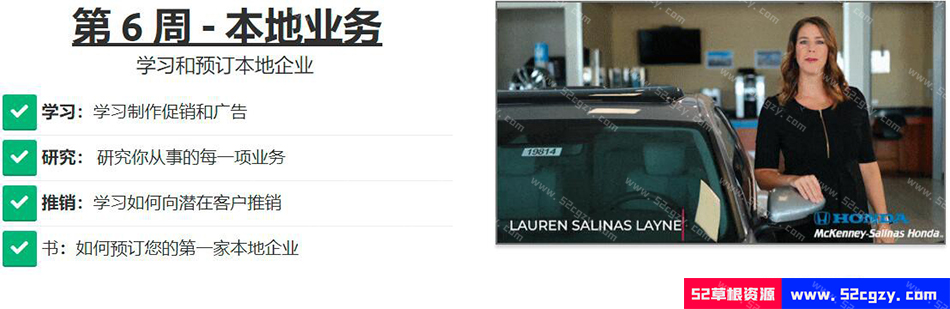 第 6 周 - 本地业务
学习和预订本地企业
学习：学习制作促销和广告
研究： 研究你从事的每一项业务
推销：学习如何向潜在客户推销
书：如何预订您的第一家本地企业
19814
LAUREN SALINAS LAYNE
HONDA
McKenney-Salinas Honda
www.52cgzy.com
52草根资源
www.52cgzy.com